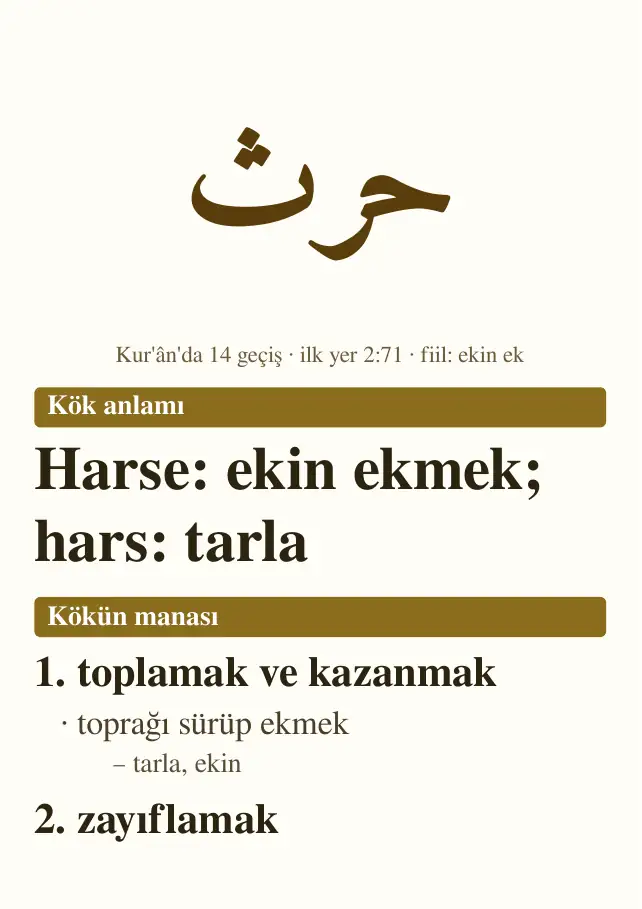 حرث
Kur'ân'da 14 geçiş · ilk yer 2:71 · fiil: ekin ek
Kök anlamı
Harse: ekin ekmek;
hars: tarla
Kökün manası
1. toplamak ve kazanmak
· toprağı sürüp ekmek
– tarla, ekin
2. zayıflamak